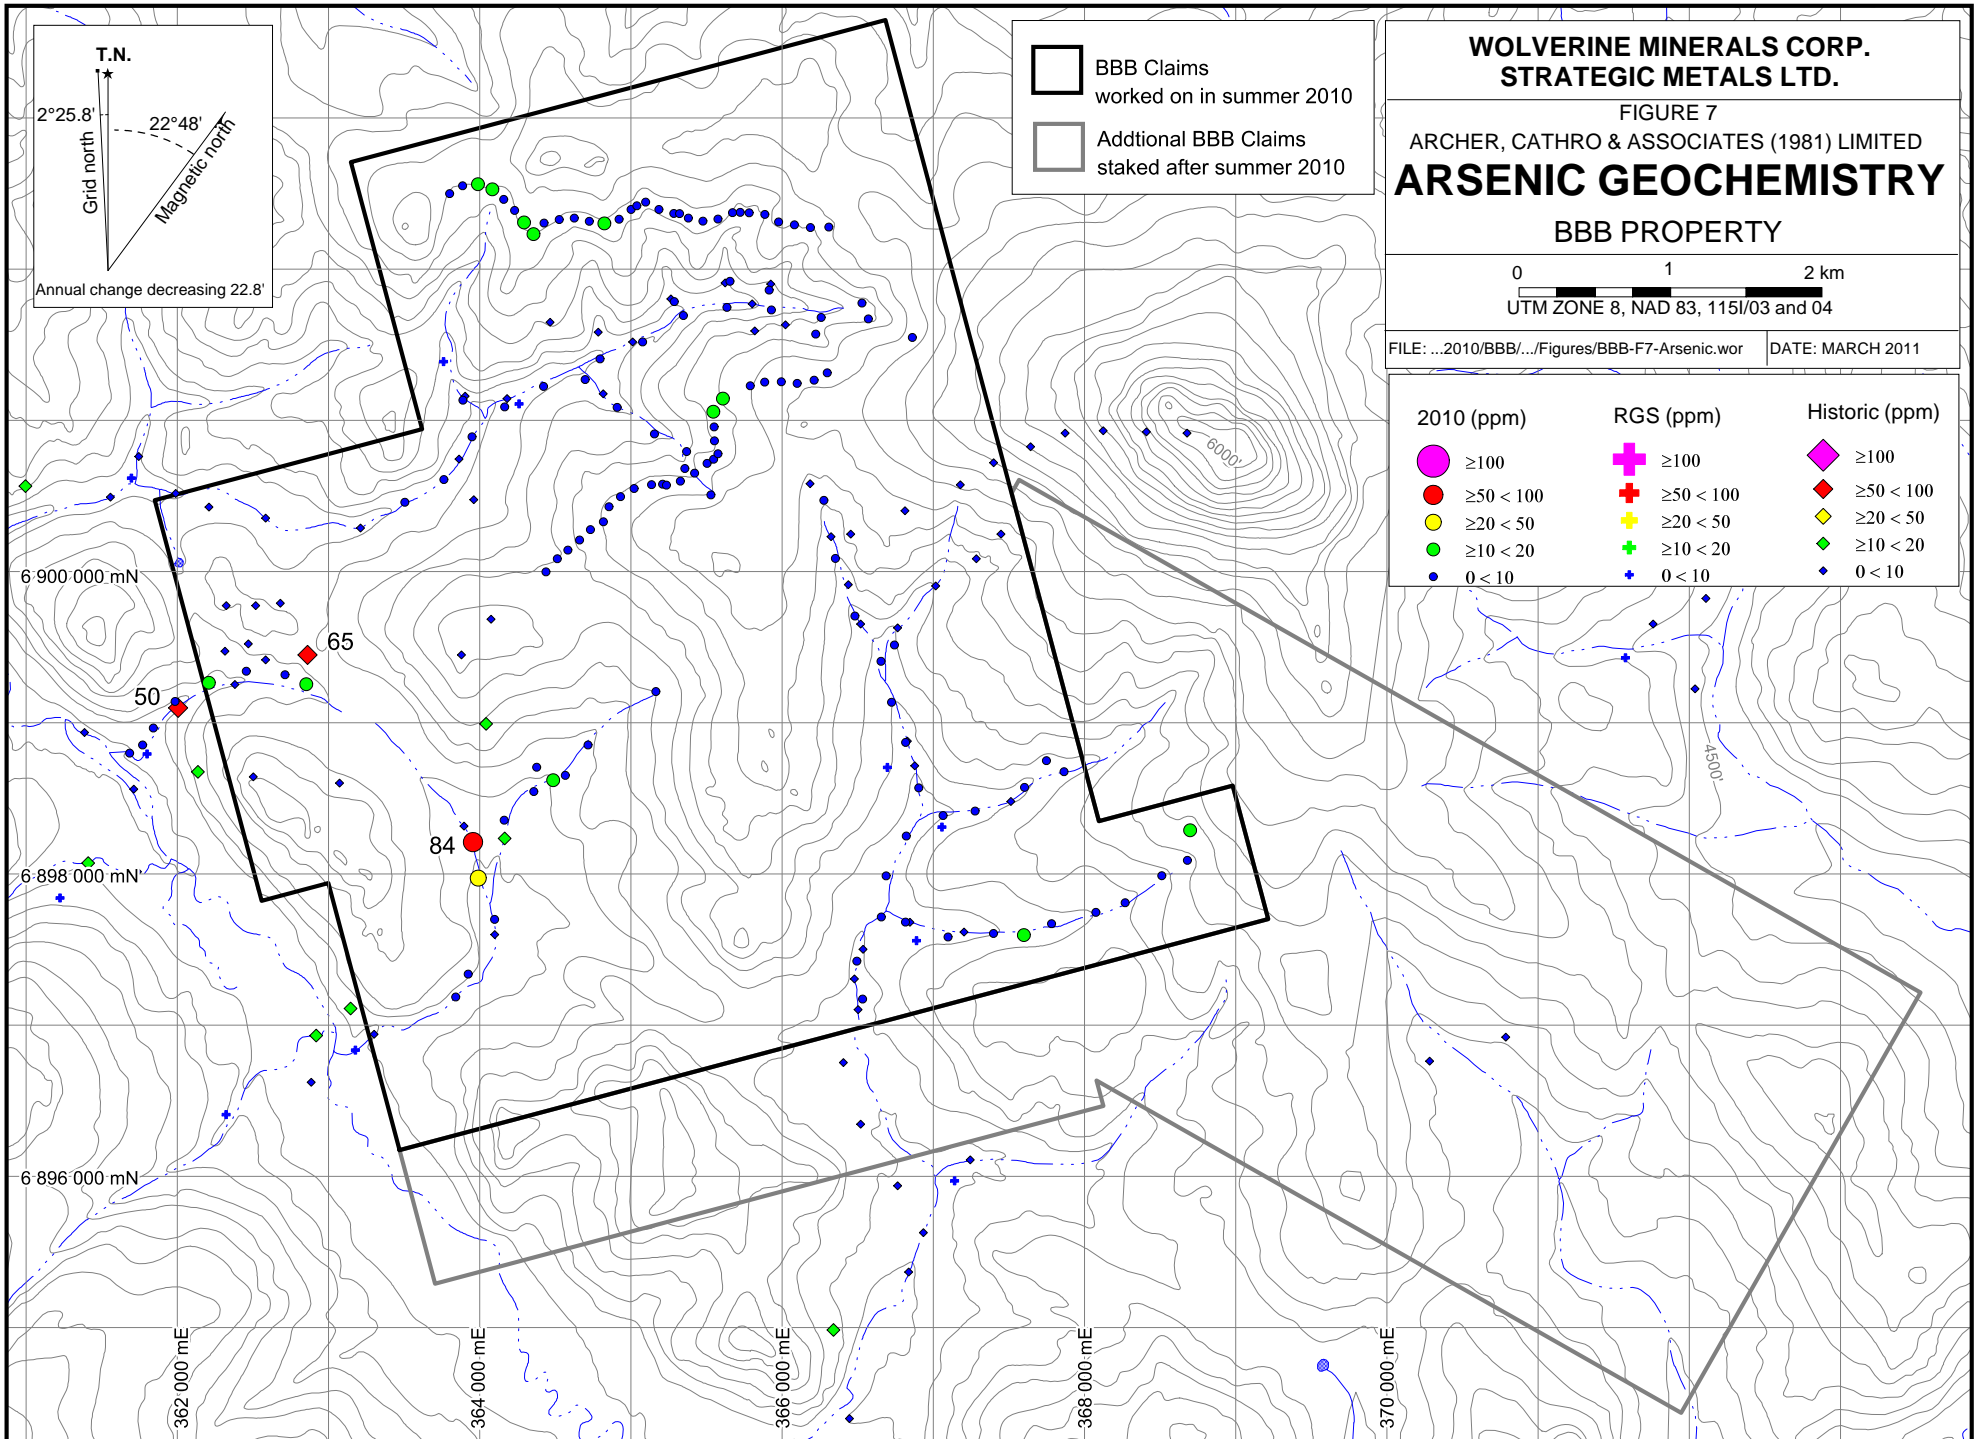 T.N.
2°25.8'
22°48'
Grid north
Magnetic north
Annual change decreasing 22.8'
BBB Claims
worked on in summer 2010
Addtional BBB Claims
staked after summer 2010
WOLVERINE MINERALS CORP.
STRATEGIC METALS LTD.
FIGURE 7
ARCHER, CATHRO & ASSOCIATES (1981) LIMITED
ARSENIC GEOCHEMISTRY
BBB PROPERTY
0 1 2 km
UTM ZONE 8, NAD 83, 115I/03 and 04
FILE: ...2010/BBB/.../Figures/BBB-F7-Arsenic.wor
DATE: MARCH 2011
2010 (ppm) RGS (ppm) Historic (ppm)
≥100 ≥100 ≥100
≥50 < 100 ≥50 < 100 ≥50 < 100
≥20 < 50 ≥20 < 50 ≥20 < 50
≥10 < 20 ≥10 < 20 ≥10 < 20
0 < 10 0 < 10 0 < 10
6000'
6 900 000 mN
65
50
4500'
84
6 898 000 mN
6 896 000 mN
362 000 mE
364 000 mE
366 000 mE
368 000 mE
370 000 mE